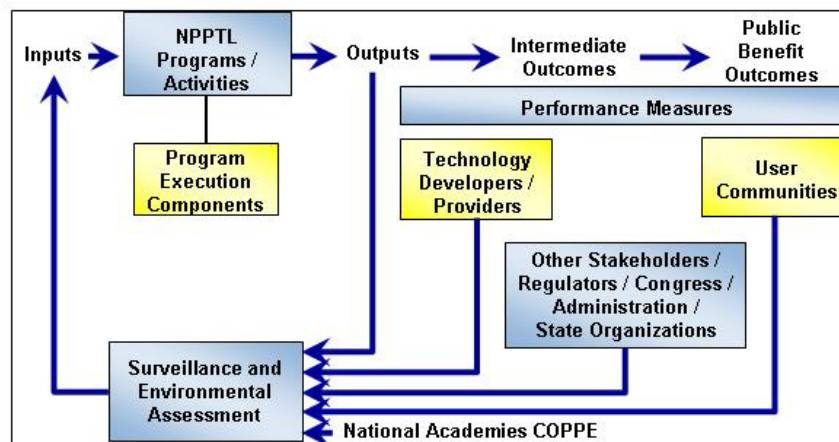 Inputs
NPPTL
Programs /
Activities
Outputs
Intermediate
Outcomes
Public
Benefit
Outcomes
Performance Measures
Program
Execution
Components
Technology
Developers /
Providers
User
Communities
Other Stakeholders /
Regulators / Congress /
Administration /
State Organizations
Surveillance and
Environmental
Assessment
National Academies COPPE